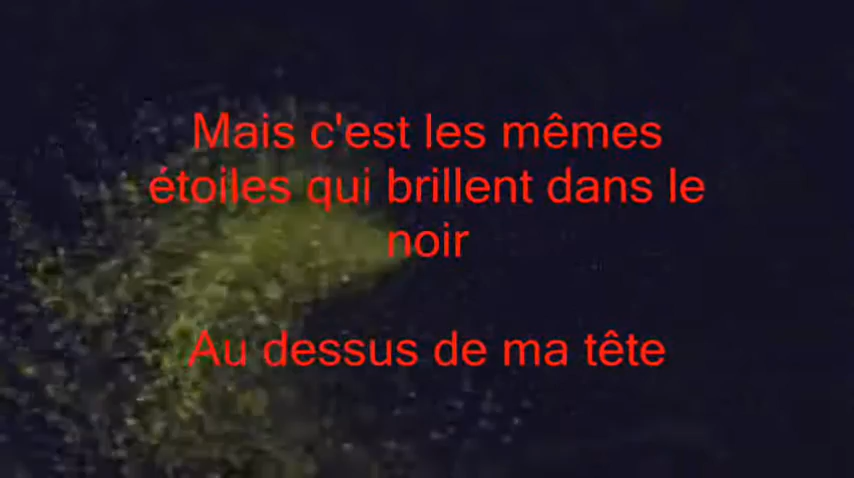 Mais c'est les mêmes
étoiles qui brillent dans le
noir
Au dessus de ma tête